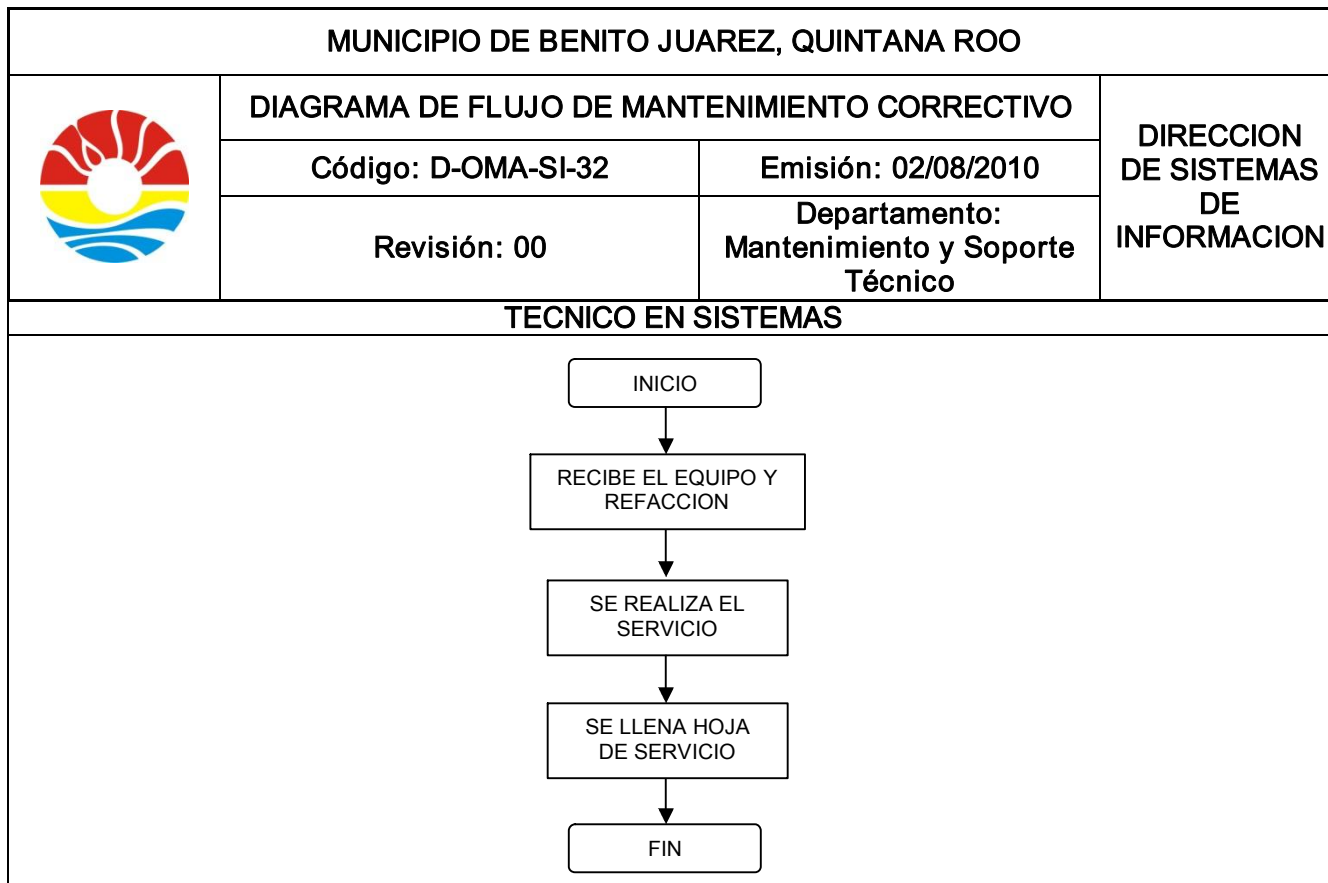 MUNICIPIO DE BENITO JUAREZ, QUINTANA ROO
DIAGRAMA DE FLUJO DE MANTENIMIENTO CORRECTIVO
Código: D-OMA-SI-32
Emisión: 02/08/2010
Revisión: 00
Departamento:
Mantenimiento y Soporte
Técnico
DIRECCION
DE SISTEMAS
DE
INFORMACION
TECNICO EN SISTEMAS
INICIO
RECIBE EL EQUIPO Y
REFACCION
SE REALIZA EL
SERVICIO
SE LLENA HOJA
DE SERVICIO
FIN